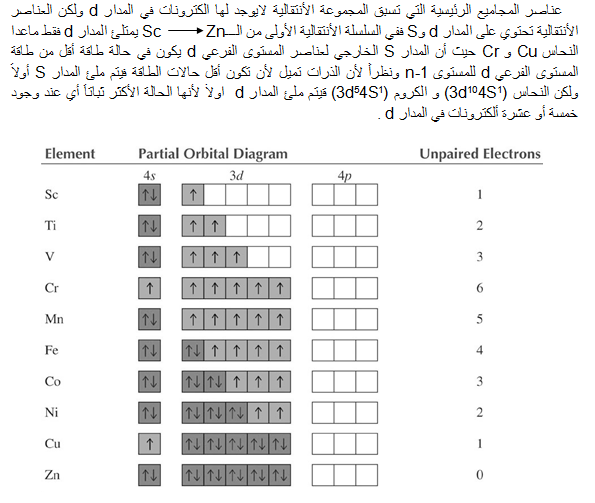 عناصر المجاميع الرئيسية التي تسبق المجموعة الأنتقالية لايوجد لها الكترونات في المدار d ولكن العناصر
الأنتقالية تحتوي على المدار d وS ففي السلسلة الأنتقالية الأولى من الــZn ← Sc يمتلئ المدار d فقط ماعدا
النحاس Cu و Cr حيث أن المدار S الخارجي لعناصر المستوى الفرعي d يكون في حالة طاقة أقل من طاقة
المستوى الفرعي d للمستوى n-1 ونظراً لأن الذرات تميل لأن تكون أقل حالات الطاقة فيتم ملئ المدار S أولاً
ولكن النحاس (3d¹⁰4S¹) و الكروم (3d⁵4S¹) فيتم ملئ المدار d اولاً لأنها الحالة الأكثر ثباتاً أي عند وجود
خمسة أو عشرة ألكترونات في المدار d .
Element Partial Orbital Diagram Unpaired Electrons
4s 3d 4p
Sc ↑↓ ↑ 1
Ti ↑↓ ↑ ↑ 2
V ↑↓ ↑ ↑ ↑ 3
Cr ↑ ↑ ↑ ↑ ↑ ↑ 6
Mn ↑↓ ↑ ↑ ↑ ↑ ↑ 5
Fe ↑↓ ↑↓ ↑ ↑ ↑ ↑ 4
Co ↑↓ ↑↓ ↑↓ ↑ ↑ ↑ 3
Ni ↑↓ ↑↓ ↑↓ ↑↓ ↑ ↑ 2
Cu ↑ ↑↓ ↑↓ ↑↓ ↑↓ ↑↓ 1
Zn ↑↓ ↑↓ ↑↓ ↑↓ ↑↓ ↑↓ 0